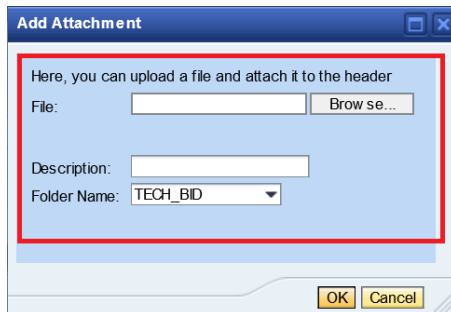 Add Attachment
Here, you can upload a file and attach it to the header
File: Browse...
Description:
Folder Name: TECH_BID
OK Cancel